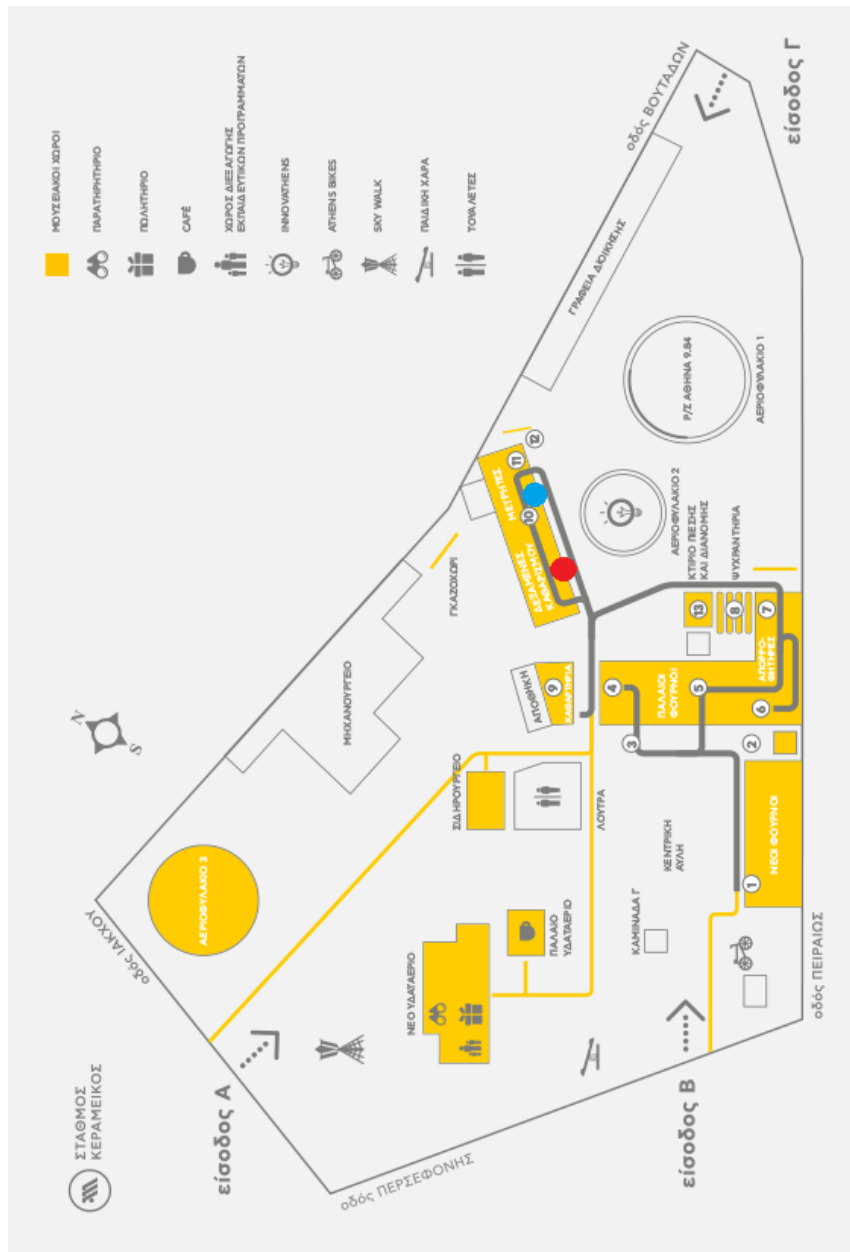 ΜΟΥΣΕΙΑΚΟΙ ΧΩΡΟΙ
ΠΑΡΑΤΗΡΗΤΗΡΙΟ
ΠΩΛΗΤΗΡΙΟ
CAFÉ
ΧΩΡΟΣ ΔΙΕΞΑΓΩΓΗΣ
ΕΚΠΑΙΔΕΥΤΙΚΩΝ ΠΡΟΓΡΑΜΜΑΤΩΝ
INNOVATHENS
ATHENS BIKES
SKY WALK
ΠΑΙΔΙΚΗ ΧΑΡΑ
ΤΟΥΑΛΕΤΕΣ
ΣΤΑΘΜΟΣ
ΚΕΡΑΜΕΙΚΟΣ
είσοδος Α
οδός ΙΑΚΧΟΥ
ΑΕΡΙΟΦΥΛΑΚΙΟ 3
N
S
ΜΗΧΑΝΟΥΡΓΕΙΟ
ΓΚΑΖΟΧΩΡΙ
ΜΕΤΡΗΤΕΣ
11
12
10
ΔΕΞΑΜΕΝΕΣ
ΚΑΘΑΡΙΣΜΟΥ
ΓΡΑΦΕΙΑ ΔΙΟΙΚΗΣΗΣ
οδός ΒΟΥΤΑΔΩΝ
είσοδος Γ
Ρ/Σ ΑΘΗΝΑ 9.84
ΑΕΡΙΟΦΥΛΑΚΙΟ 1
ΑΕΡΙΟΦΥΛΑΚΙΟ 2
ΚΤΙΡΙΟ ΠΙΕΣΗΣ
ΚΑΙ ΔΙΑΝΟΜΗΣ
ΨΥΧΡΑΝΤΗΡΙΑ
13
8
7
ΑΠΟΡΡΟ-
ΦΗΤΗΡΕΣ
ΑΠΟΘΗΚΗ
9
ΚΑΘΑΡΤΗΡΙΑ
4
ΠΑΛΑΙΟΙ
ΦΟΥΡΝΟΙ
5
6
3
2
ΣΙΔΗΡΟΥΡΓΕΙΟ
ΛΟΥΤΡΑ
ΝΕΟ ΥΔΑΤΑΕΡΙΟ
ΠΑΛΑΙΟ
ΥΔΑΤΑΕΡΙΟ
ΚΕΝΤΡΙΚΗ
ΑΥΛΗ
ΚΑΜΙΝΑΔΑ Γ
1
ΝΕΟΙ ΦΟΥΡΝΟΙ
οδός ΠΕΡΣΕΦΟΝΗΣ
είσοδος Β
οδός ΠΕΙΡΑΙΩΣ